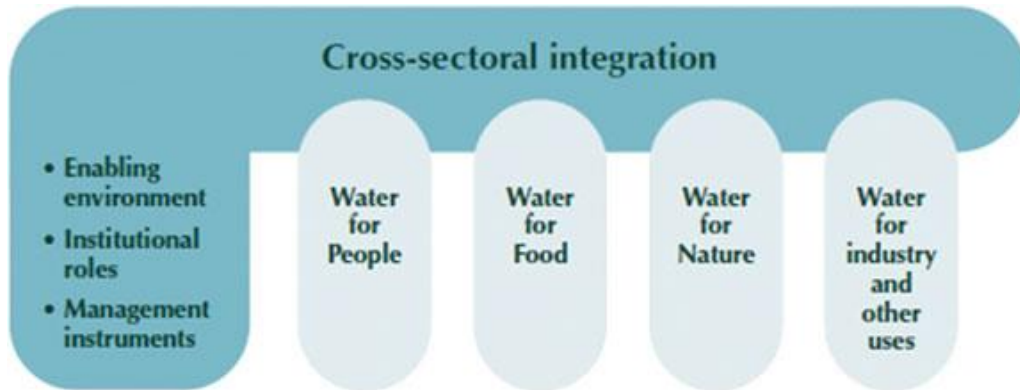 Cross-sectoral integration
• Enabling
environment
• Institutional
roles
• Management
instruments
Water
for
People
Water
for
Food
Water
for
Nature
Water
for
industry
and
other
uses